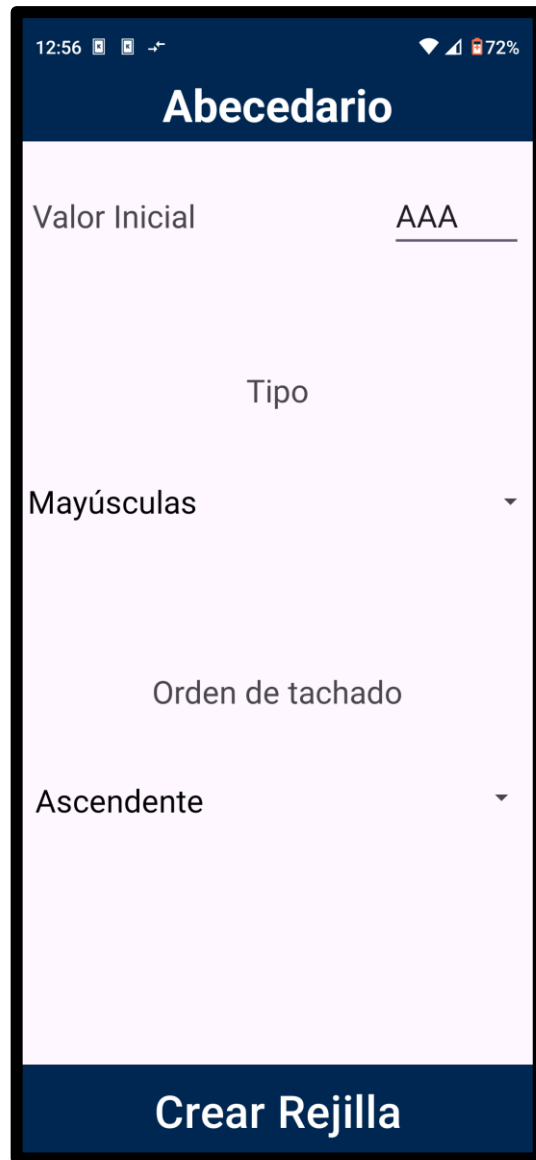 12:56 72%
Abecedario
Valor Inicial AAA
Tipo
Mayúsculas
Orden de tachado
Ascendente
Crear Rejilla